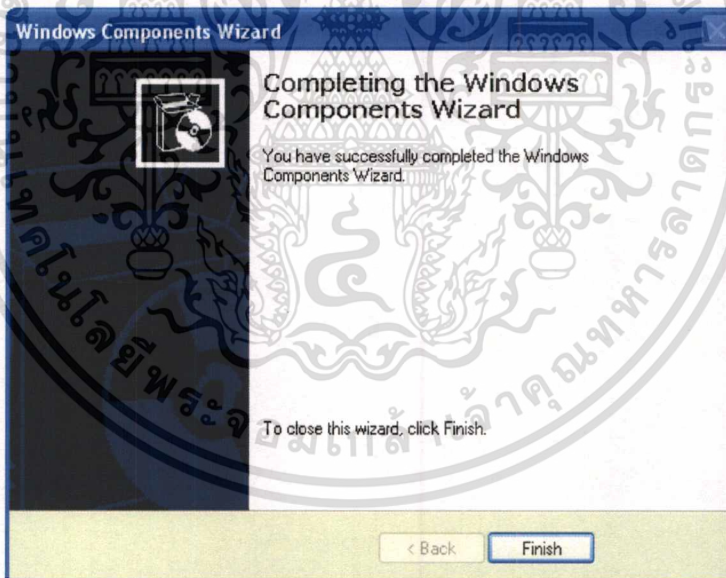 Windows Components Wizard
Completing the Windows
Components Wizard
You have successfully completed the Windows
Components Wizard.
To close this wizard, click Finish.
< Back
Finish